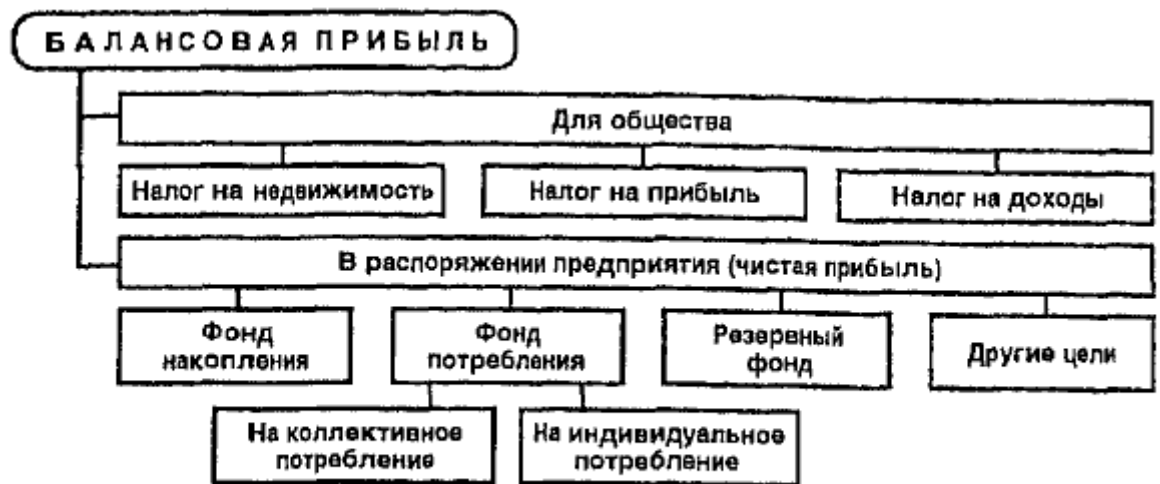 БАЛАНСОВАЯ ПРИБЫЛЬ
Для общества
Налог на недвижимость
Налог на прибыль
Налог на доходы
В распоряжении предприятия (чистая прибыль)
Фонд
накопления
Фонд
потребления
Резервный
фонд
Другие цели
На коллективное
потребление
На индивидуальное
потребление